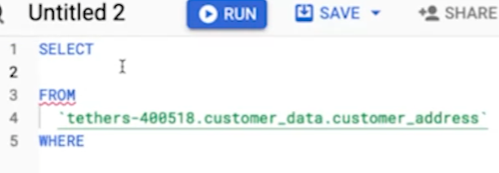 Untitled 2 RUN SAVE SHARE
1 SELECT
2
3 FROM
4 `tethers-400518.customer_data.customer_address`
5 WHERE